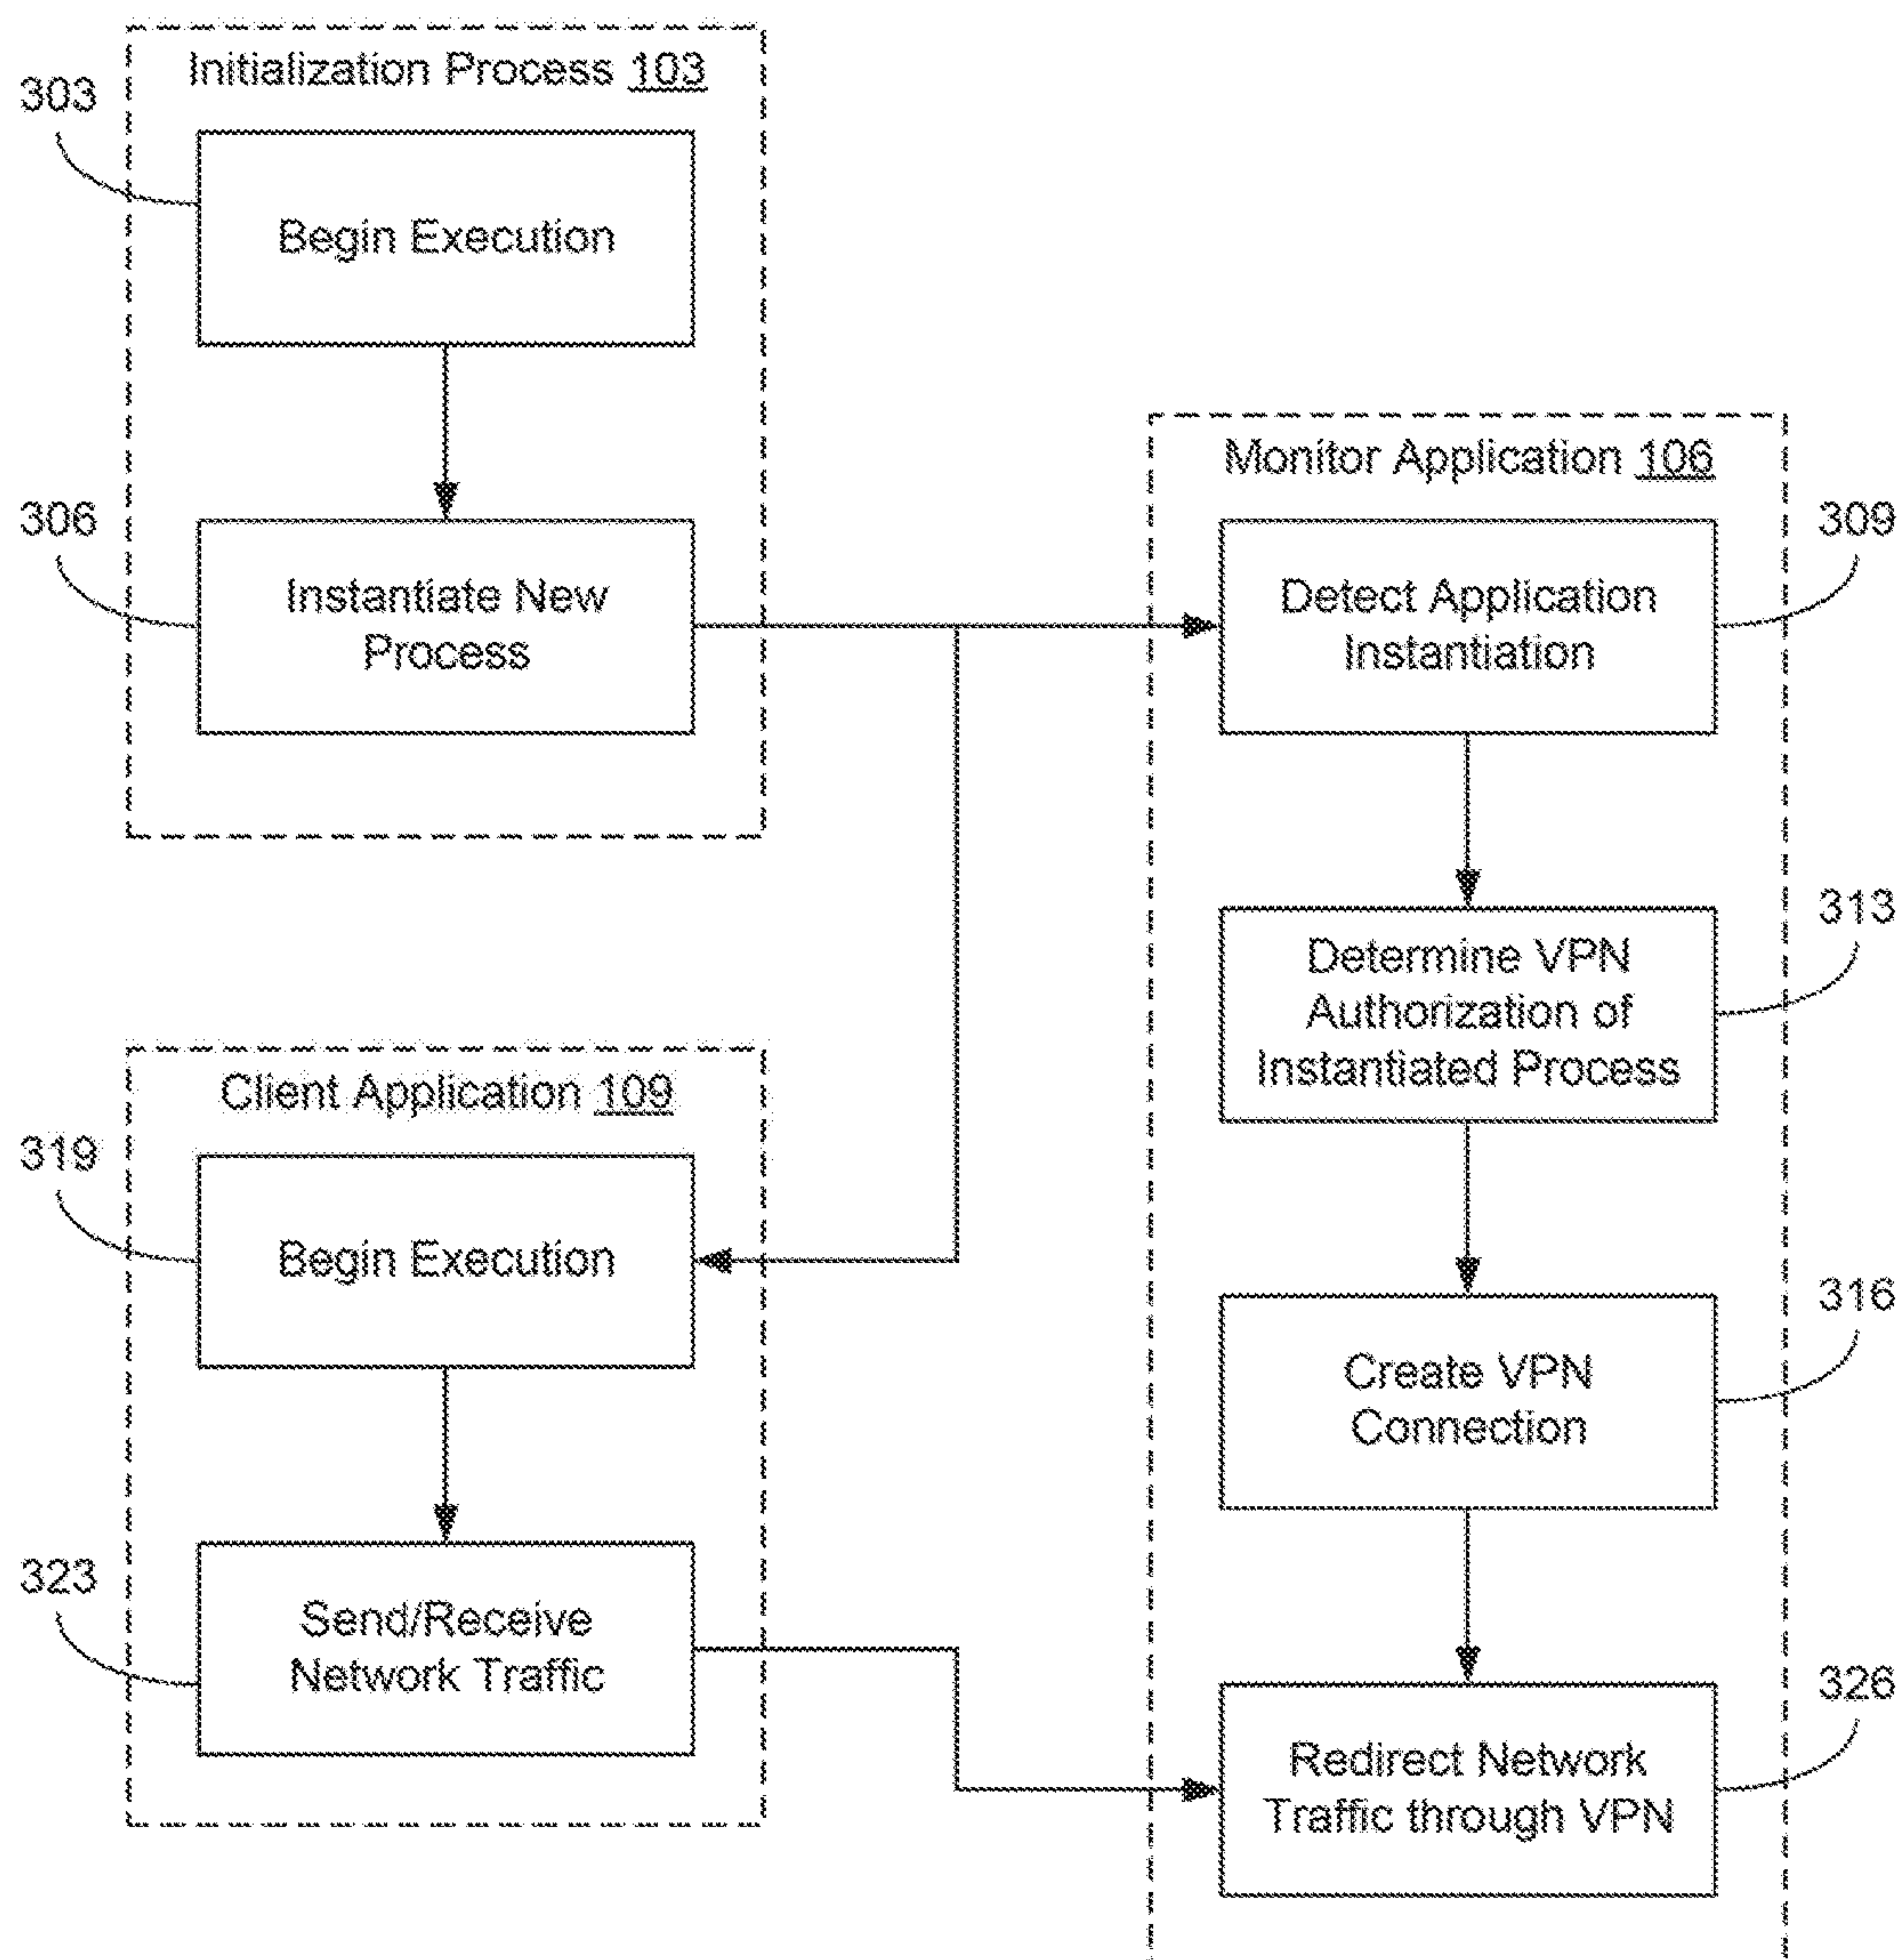 Initialization Process 103
303
Begin Execution
306
Instantiate New
Process
Monitor Application 106
309
Detect Application
Instantiation
313
Determine VPN
Authorization of
Instantiated Process
316
Create VPN
Connection
326
Redirect Network
Traffic through VPN
Client Application 109
319
Begin Execution
323
Send/Receive
Network Traffic